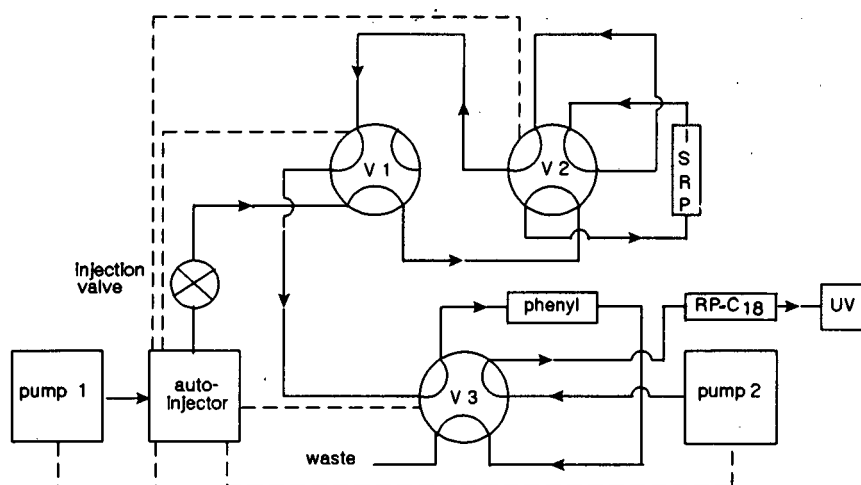 V 1
V 2
I
S
R
P
injection
valve
phenyl
RP-C18
UV
pump 1
auto-
injector
V 3
pump 2
waste